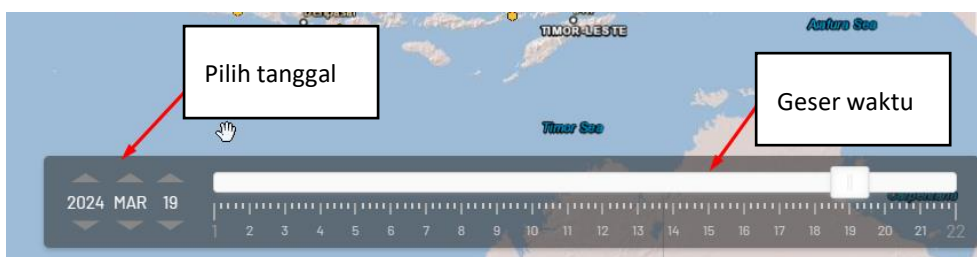 TIMOR-LESTE
Arafura Sea
Pilih tanggal
Geser waktu
Timor Sea
2024 MAR 19
1 2 3 4 5 6 7 8 9 10 11 12 13 14 15 16 17 18 19 20 21 22